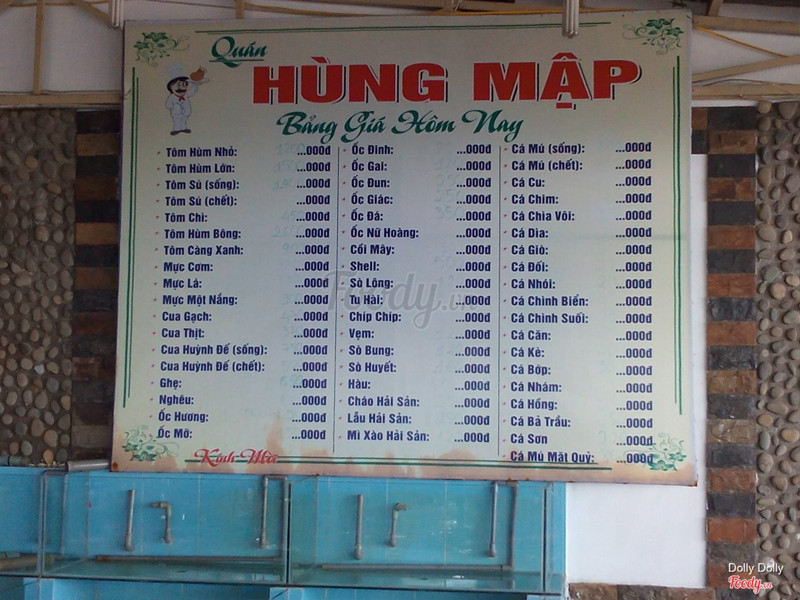 Quán
HÙNG MẬP
Bảng Giá Hôm Nay
Tôm Hùm Nhỏ: ...000đ
Tôm Hùm Lớn: ...000đ
Tôm Sú (sống): ...000đ
Tôm Sú (chết): ...000đ
Tôm Chì: ...000đ
Tôm Hùm Bông: ...000đ
Tôm Càng Xanh: ...000đ
Mực Cơm: ...000đ
Mực Lá: ...000đ
Mực Một Nắng: ...000đ
Cua Gạch: ...000đ
Cua Thịt: ...000đ
Cua Huỳnh Đế (sống): ...000đ
Cua Huỳnh Đế (chết): ...000đ
Ghẹ: ...000đ
Nghêu: ...000đ
Ốc Hương: ...000đ
Ốc Mỡ: ...000đ
Ốc Đinh: ...000đ
Ốc Gai: ...000đ
Ốc Đun: ...000đ
Ốc Giác: ...000đ
Ốc Đá: ...000đ
Ốc Nữ Hoàng: ...000đ
Cồi Mây: ...000đ
Shell: ...000đ
Sò Lông: ...000đ
Tu Hài: ...000đ
Chíp Chíp: ...000đ
Vẹm: ...000đ
Sò Bung: ...000đ
Sò Huyết: ...000đ
Hàu: ...000đ
Cháo Hải Sản: ...000đ
Lẩu Hải Sản: ...000đ
Mì Xào Hải Sản: ...000đ
Cá Mú (sống): ...000đ
Cá Mú (chết): ...000đ
Cá Cu: ...000đ
Cá Chim: ...000đ
Cá Chìa Vôi: ...000đ
Cá Dìa: ...000đ
Cá Giò: ...000đ
Cá Đối: ...000đ
Cá Nhói: ...000đ
Cá Chình Biển: ...000đ
Cá Chình Suối: ...000đ
Cá Căn: ...000đ
Cá Kè: ...000đ
Cá Bớp: ...000đ
Cá Nhám: ...000đ
Cá Hồng: ...000đ
Cá Bả Trầu: ...000đ
Cá Sơn ...000đ
Cá Mú Mặt Quỷ: ...000đ
Kính Mời
Foody.vn
Dolly Dolly
Foody.vn